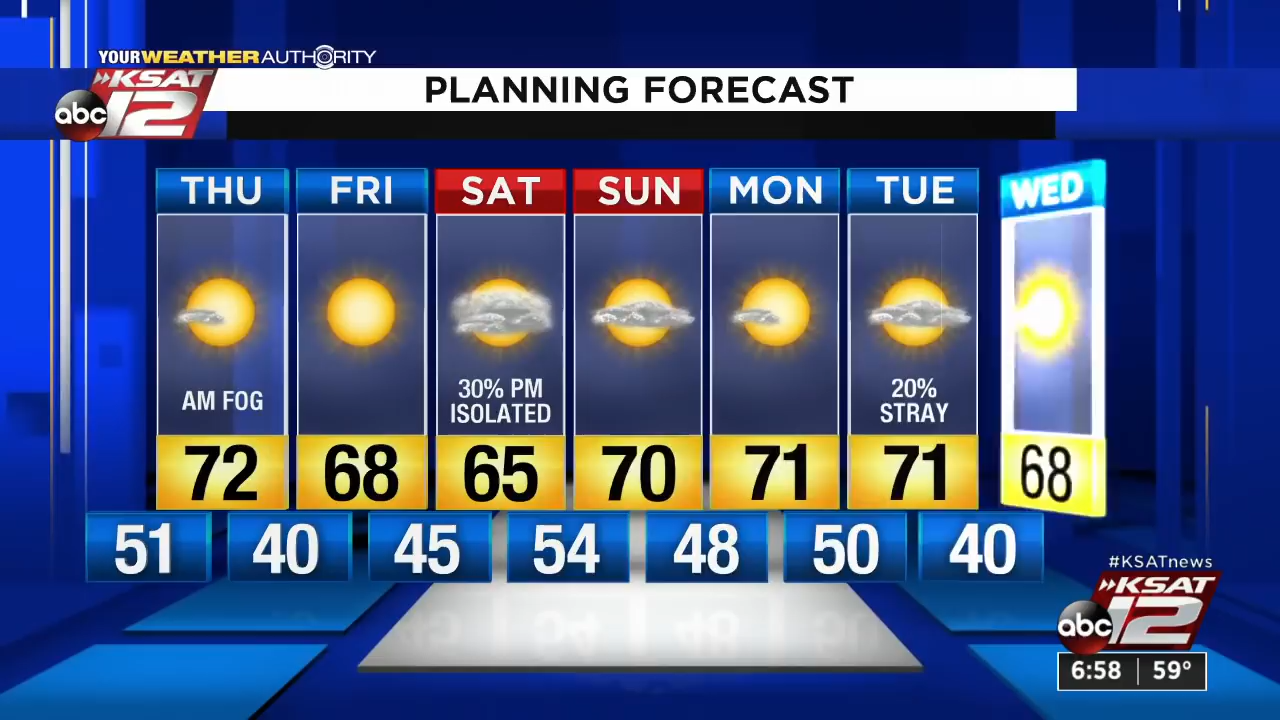 YOURWEATHERAUTHORITY
KSAT
abc 12
PLANNING FORECAST
THU FRI SAT SUN MON TUE WED
AM FOG
30% PM
ISOLATED
20%
STRAY
72 68 65 70 71 71 68
51 40 45 54 48 50 40
#KSATnews
KSAT
abc 12
6:58 59°